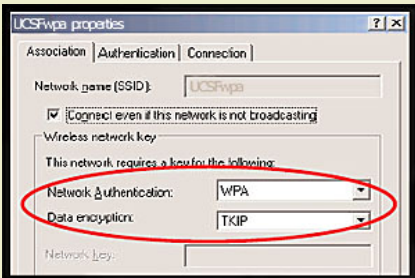 UCSFwpa properties
Association Authentication Connection
Network name (SSID): UCSFwpa
Connect even if this network is not broadcasting
Wireless network key
This network requires a key for the following:
Network Authentication: WPA
Data encryption: TKIP
Network key: